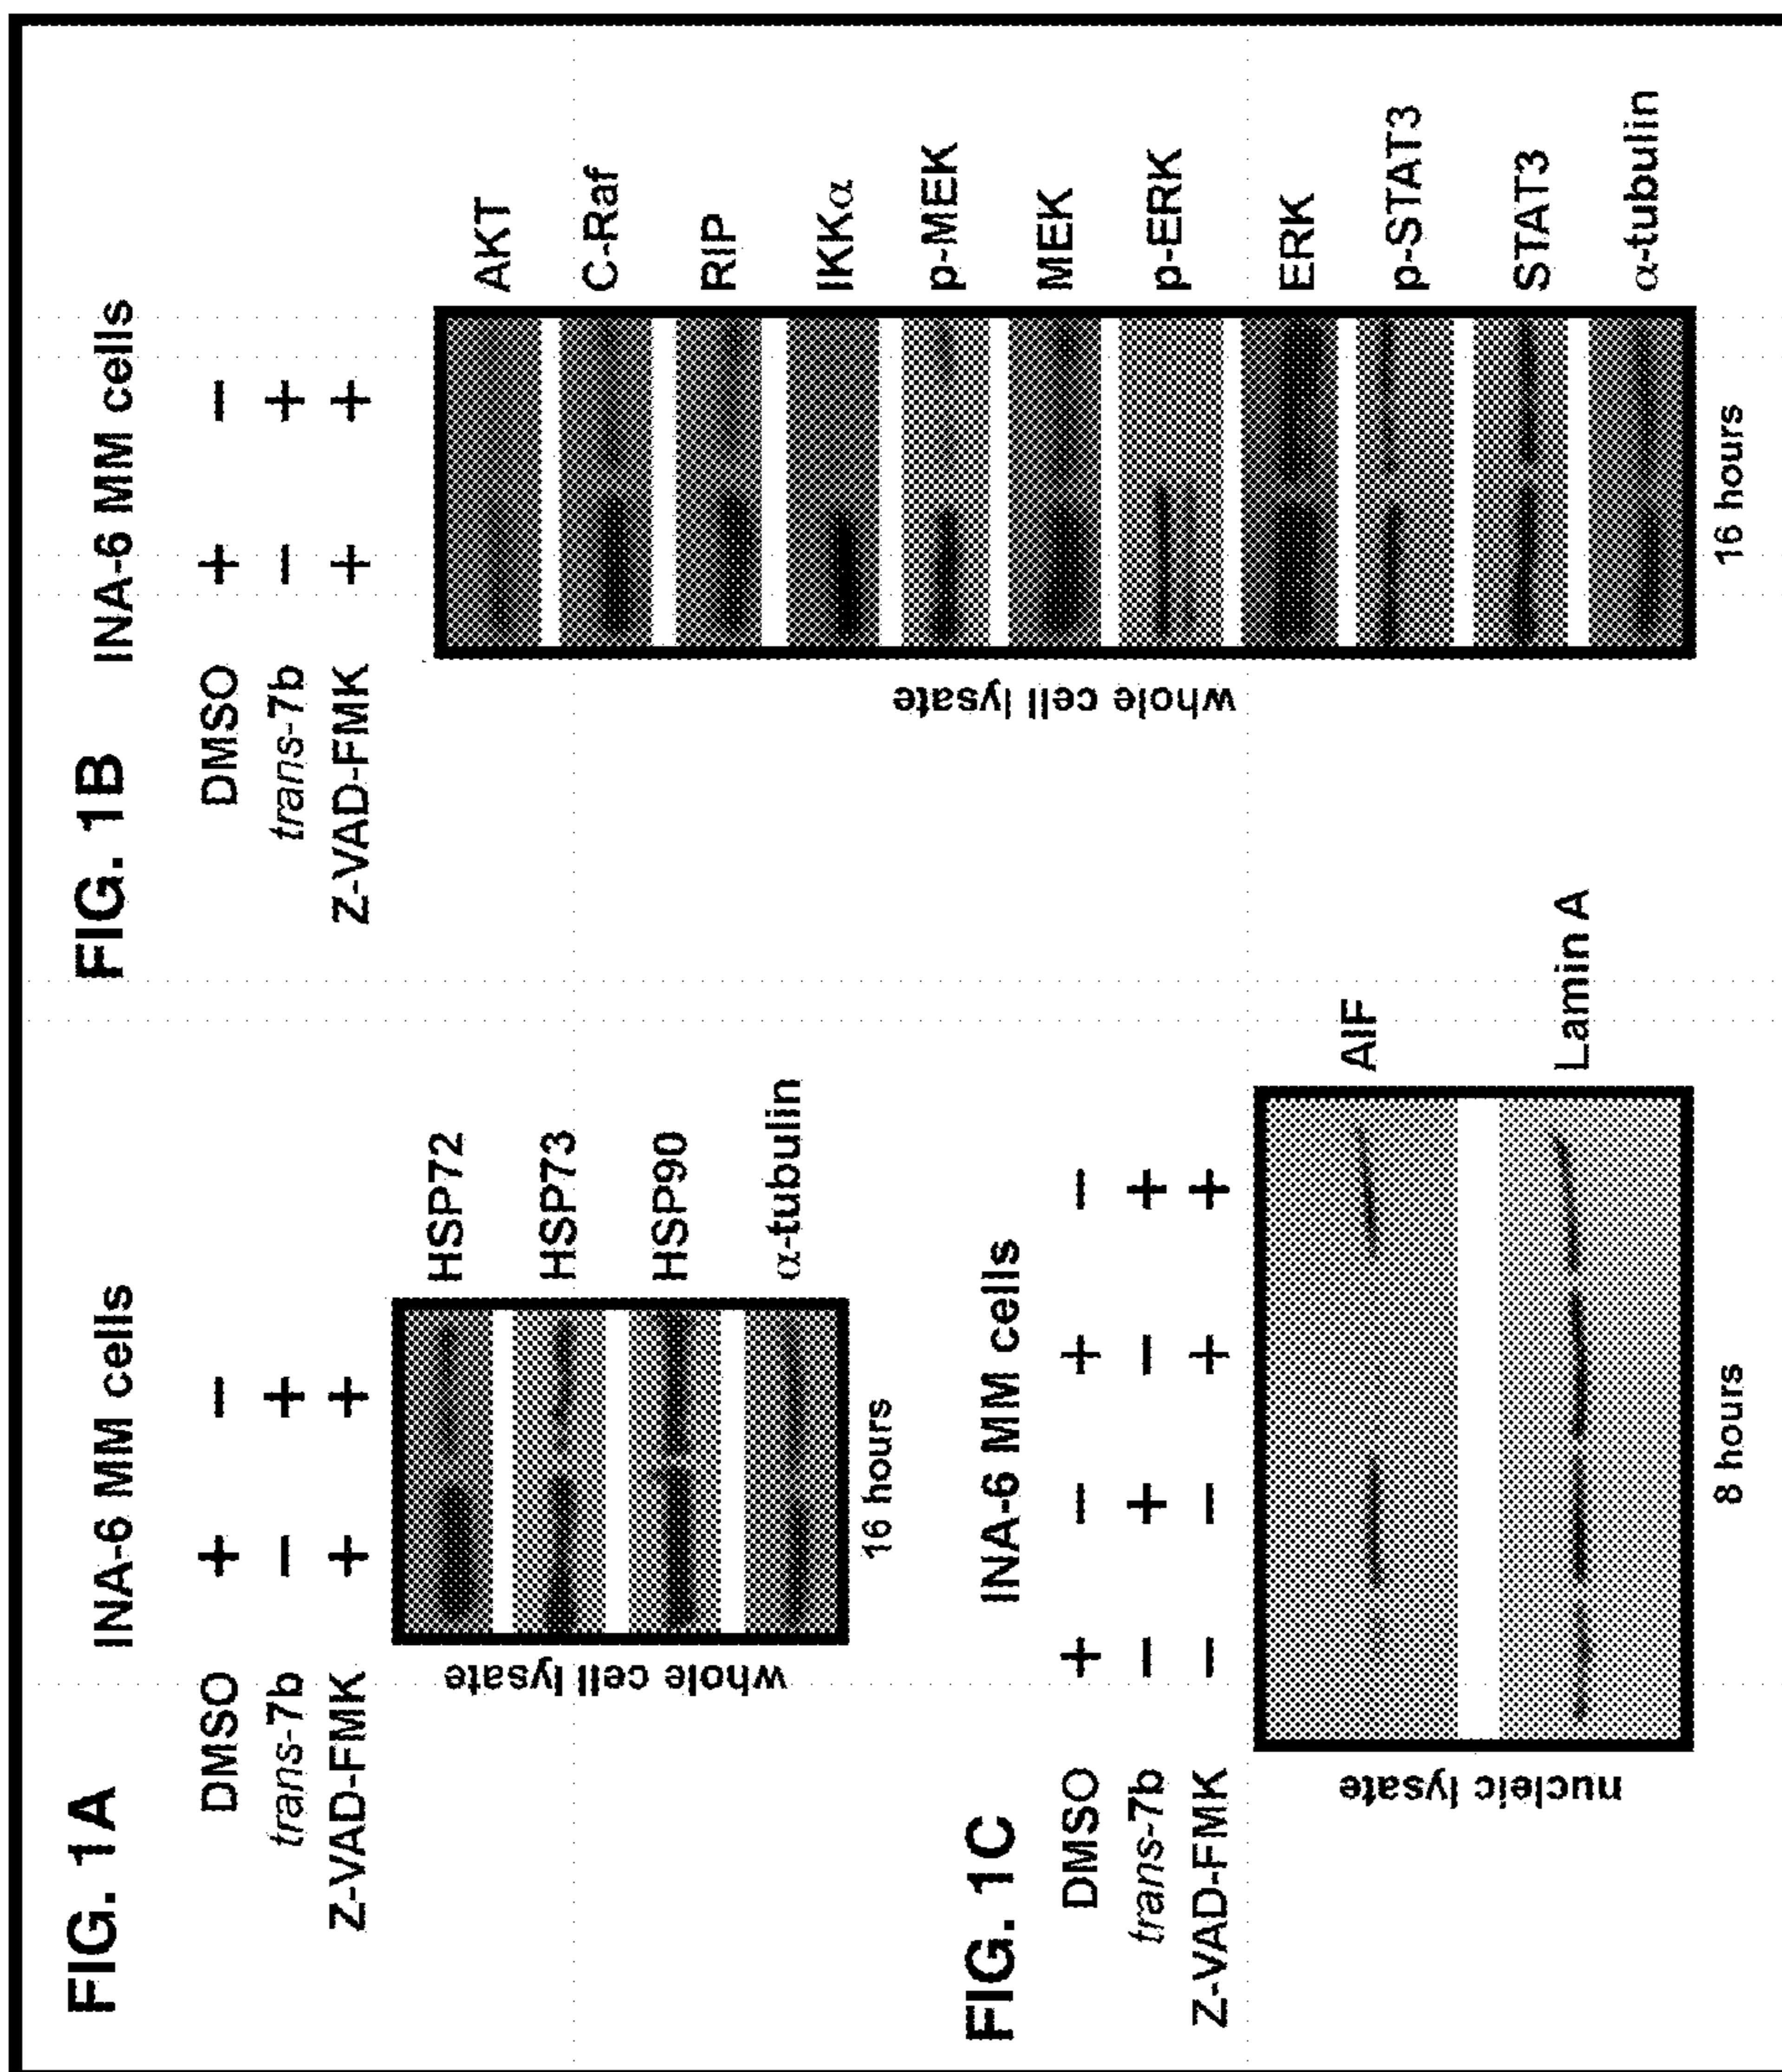 FIG. 1A
INA-6 MM cells
DMSO + −
trans-7b − +
Z-VAD-FMK + +
whole cell lysate
HSP72
HSP73
HSP90
α-tubulin
16 hours
FIG. 1B
INA-6 MM cells
DMSO + −
trans-7b − +
Z-VAD-FMK + +
whole cell lysate
AKT
C-Raf
RIP
IKKα
p-MEK
MEK
p-ERK
ERK
p-STAT3
STAT3
α-tubulin
16 hours
FIG. 1C
INA-6 MM cells
DMSO + − + −
trans-7b − + − +
Z-VAD-FMK − − + +
nucleic lysate
AIF
Lamin A
8 hours